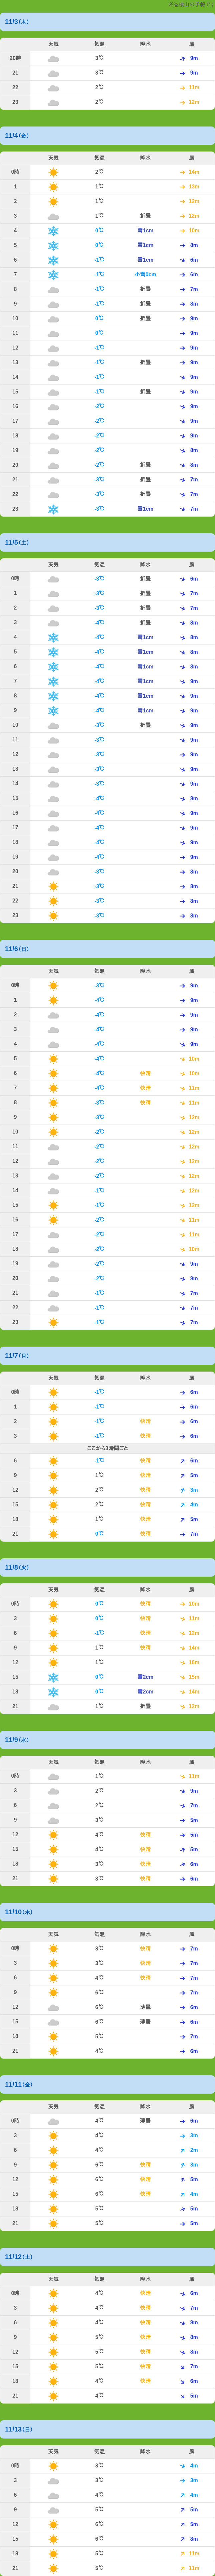 11/3(木)
天気 気温 降水 風
20時 3℃ 9m
21 3℃ 9m
22 2℃ 11m
23 2℃ 12m
11/4(金)
天気 気温 降水 風
0時 2℃ 14m
1 1℃ 13m
2 1℃ 12m
3 1℃ 折曇 12m
4 0℃ 雪1cm 10m
5 0℃ 雪1cm 8m
6 -1℃ 雪1cm 6m
7 -1℃ 小雪0cm 6m
8 -1℃ 折曇 7m
9 -1℃ 折曇 8m
10 0℃ 折曇 9m
11 0℃ 9m
12 -1℃ 9m
13 -1℃ 折曇 9m
14 -1℃ 9m
15 -1℃ 折曇 9m
16 -2℃ 9m
17 -2℃ 9m
18 -2℃ 9m
19 -2℃ 8m
20 -2℃ 折曇 8m
21 -3℃ 折曇 7m
22 -3℃ 折曇 7m
23 -3℃ 雪1cm 7m
11/5(土)
天気 気温 降水 風
0時 -3℃ 折曇 6m
1 -3℃ 折曇 7m
2 -3℃ 折曇 7m
3 -4℃ 折曇 8m
4 -4℃ 雪1cm 8m
5 -4℃ 雪1cm 8m
6 -4℃ 雪1cm 8m
7 -4℃ 雪1cm 9m
8 -4℃ 雪1cm 9m
9 -4℃ 雪1cm 9m
10 -3℃ 折曇 9m
11 -3℃ 9m
12 -3℃ 9m
13 -3℃ 9m
14 -3℃ 9m
15 -4℃ 8m
16 -4℃ 9m
17 -4℃ 9m
18 -4℃ 9m
19 -4℃ 9m
20 -3℃ 8m
21 -3℃ 8m
22 -3℃ 8m
23 -3℃ 8m
11/6(日)
天気 気温 降水 風
0時 -3℃ 9m
1 -4℃ 9m
2 -4℃ 9m
3 -4℃ 9m
4 -4℃ 9m
5 -4℃ 10m
6 -4℃ 快晴 10m
7 -4℃ 快晴 11m
8 -3℃ 快晴 11m
9 -3℃ 12m
10 -2℃ 12m
11 -2℃ 12m
12 -2℃ 12m
13 -2℃ 12m
14 -1℃ 12m
15 -1℃ 12m
16 -2℃ 11m
17 -2℃ 11m
18 -2℃ 10m
19 -2℃ 9m
20 -2℃ 8m
21 -1℃ 7m
22 -1℃ 7m
23 -1℃ 7m
11/7(月)
天気 気温 降水 風
0時 -1℃ 6m
1 -1℃ 6m
2 -1℃ 快晴 6m
3 -1℃ 快晴 6m
ここから3時間ごと
6 -1℃ 快晴 6m
9 1℃ 快晴 5m
12 2℃ 快晴 3m
15 2℃ 快晴 4m
18 1℃ 快晴 5m
21 0℃ 快晴 7m
11/8(火)
天気 気温 降水 風
0時 0℃ 快晴 10m
3 0℃ 快晴 11m
6 -1℃ 快晴 12m
9 1℃ 快晴 14m
12 1℃ 16m
15 0℃ 雪2cm 15m
18 0℃ 雪2cm 14m
21 1℃ 折曇 12m
11/9(水)
天気 気温 降水 風
0時 1℃ 11m
3 2℃ 9m
6 2℃ 7m
9 3℃ 5m
12 4℃ 快晴 5m
15 4℃ 快晴 5m
18 3℃ 快晴 6m
21 3℃ 快晴 6m
11/10(木)
天気 気温 降水 風
0時 3℃ 快晴 7m
3 3℃ 快晴 7m
6 4℃ 快晴 7m
9 6℃ 7m
12 6℃ 薄曇 6m
15 6℃ 薄曇 6m
18 5℃ 7m
21 4℃ 6m
11/11(金)
天気 気温 降水 風
0時 4℃ 薄曇 6m
3 4℃ 3m
6 4℃ 2m
9 6℃ 快晴 3m
12 6℃ 快晴 5m
15 6℃ 快晴 4m
18 5℃ 5m
21 5℃ 5m
11/12(土)
天気 気温 降水 風
0時 4℃ 快晴 6m
3 4℃ 快晴 7m
6 4℃ 快晴 8m
9 5℃ 快晴 8m
12 5℃ 快晴 8m
15 5℃ 快晴 7m
18 4℃ 快晴 6m
21 4℃ 5m
11/13(日)
天気 気温 降水 風
0時 3℃ 4m
3 3℃ 3m
6 4℃ 4m
9 5℃ 5m
12 6℃ 5m
15 6℃ 8m
18 5℃ 11m
21 5℃ 11m